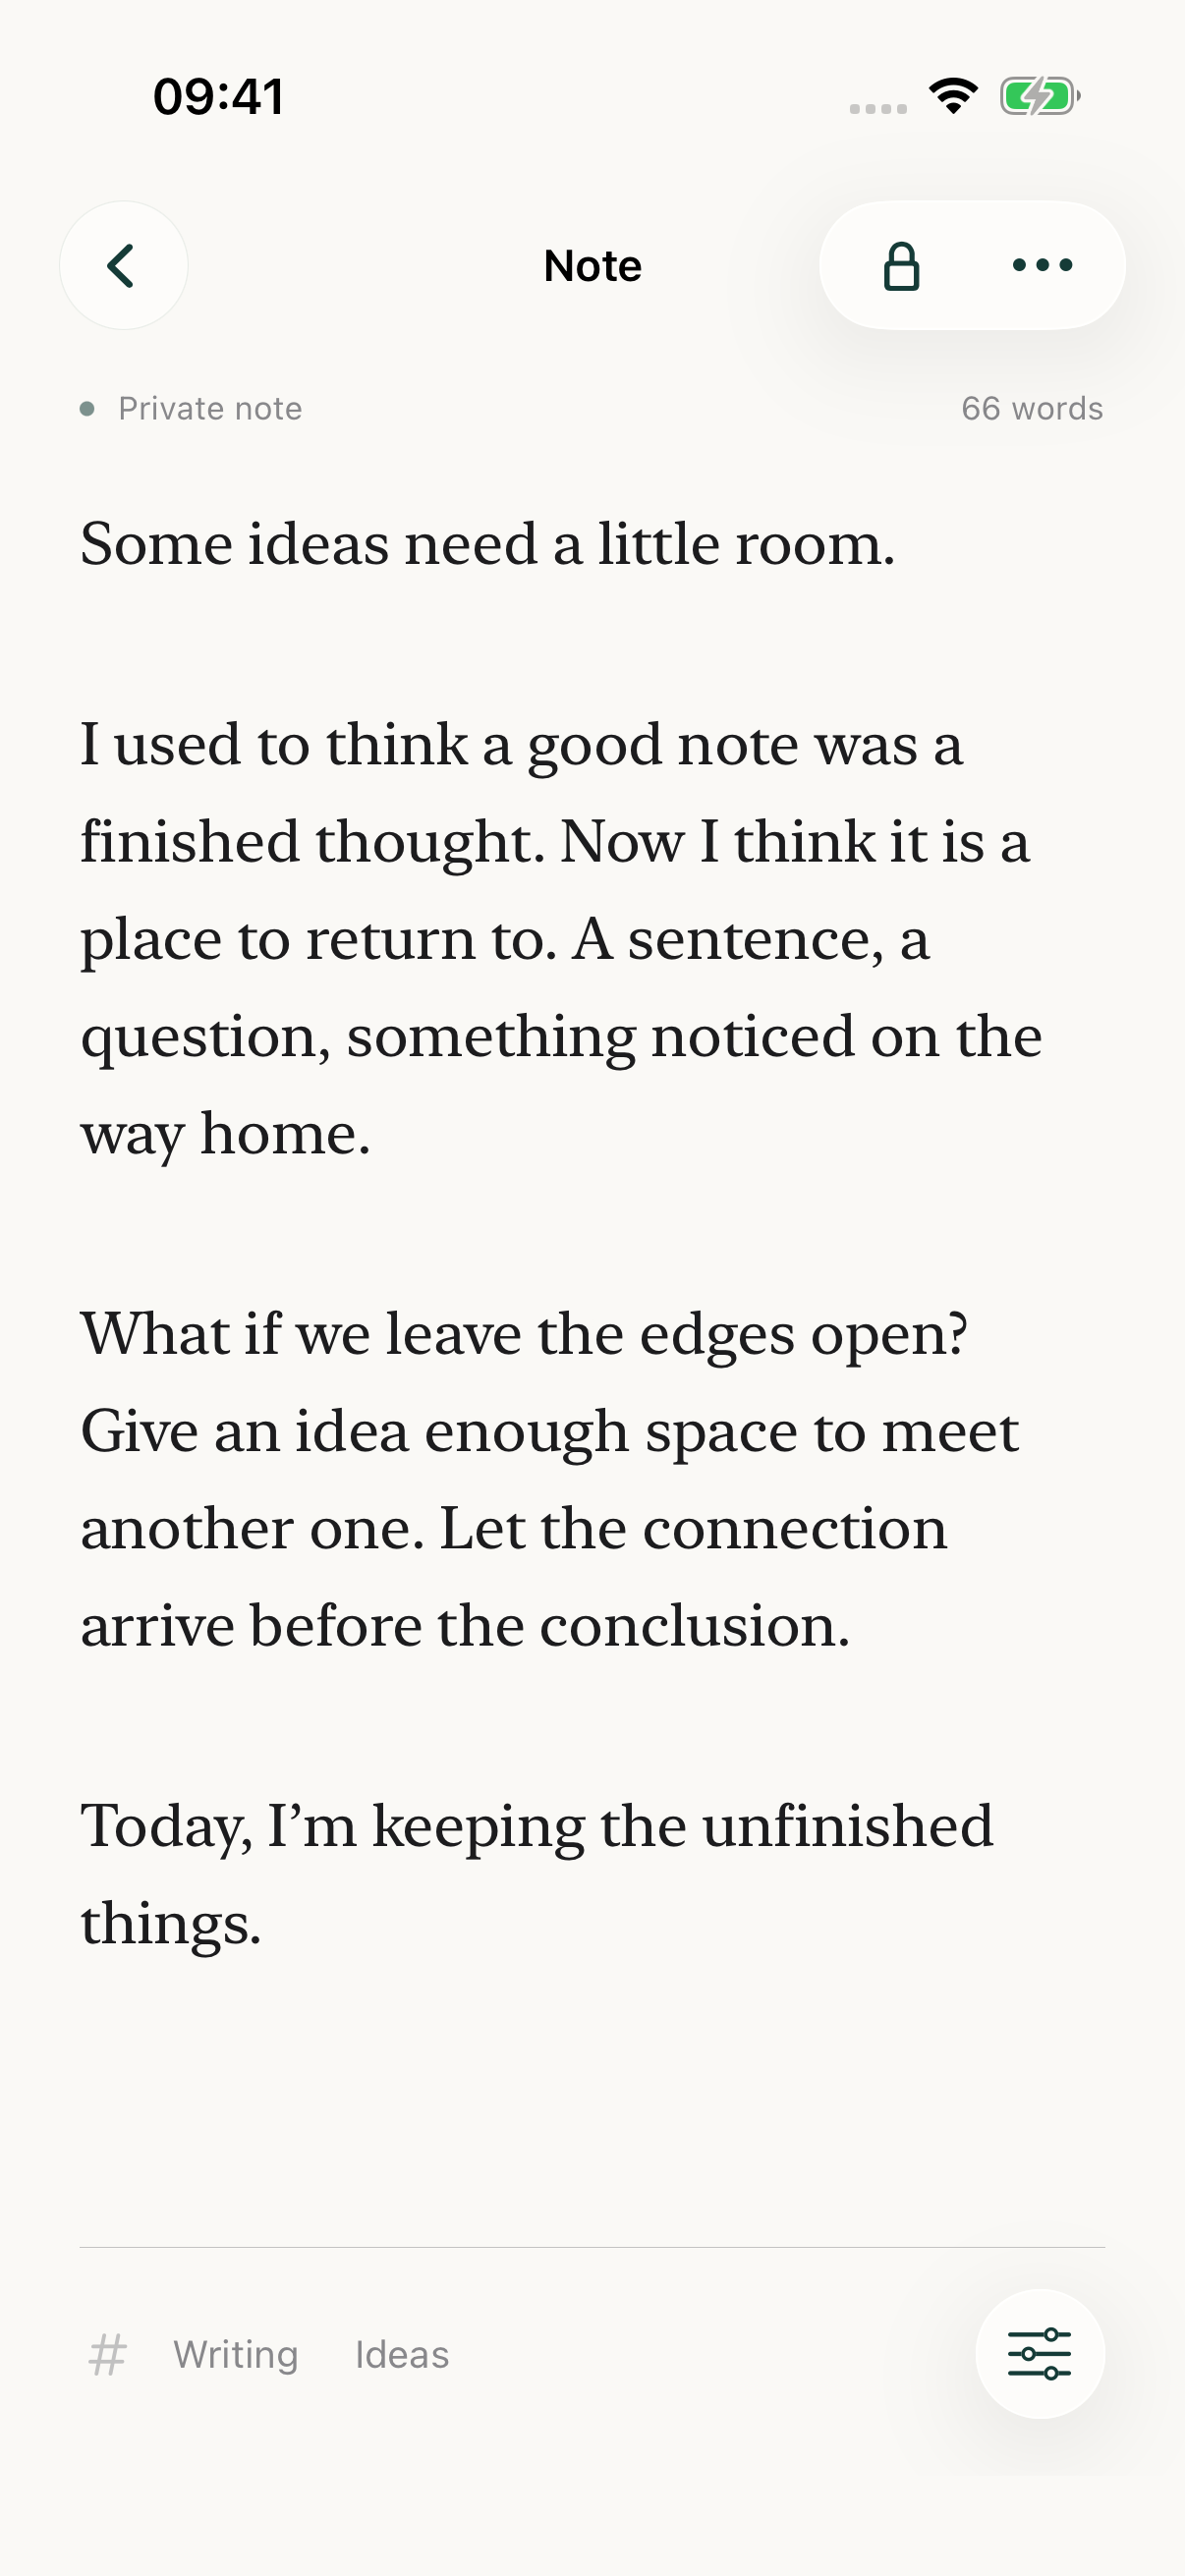 09:41
Note
Private note
66 words
Some ideas need a little room.
I used to think a good note was a
finished thought. Now I think it is a
place to return to. A sentence, a
question, something noticed on the
way home.
What if we leave the edges open?
Give an idea enough space to meet
another one. Let the connection
arrive before the conclusion.
Today, I’m keeping the unfinished
things.
# Writing Ideas